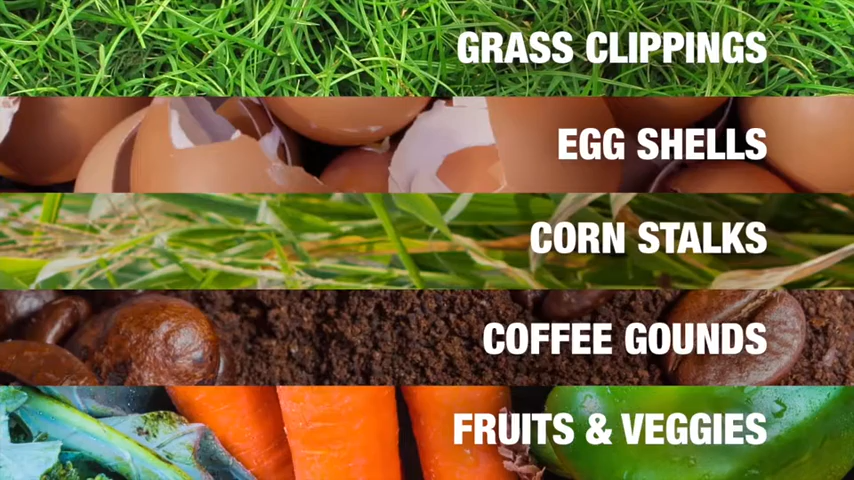 GRASS CLIPPINGS
EGG SHELLS
CORN STALKS
COFFEE GOUNDS
FRUITS & VEGGIES